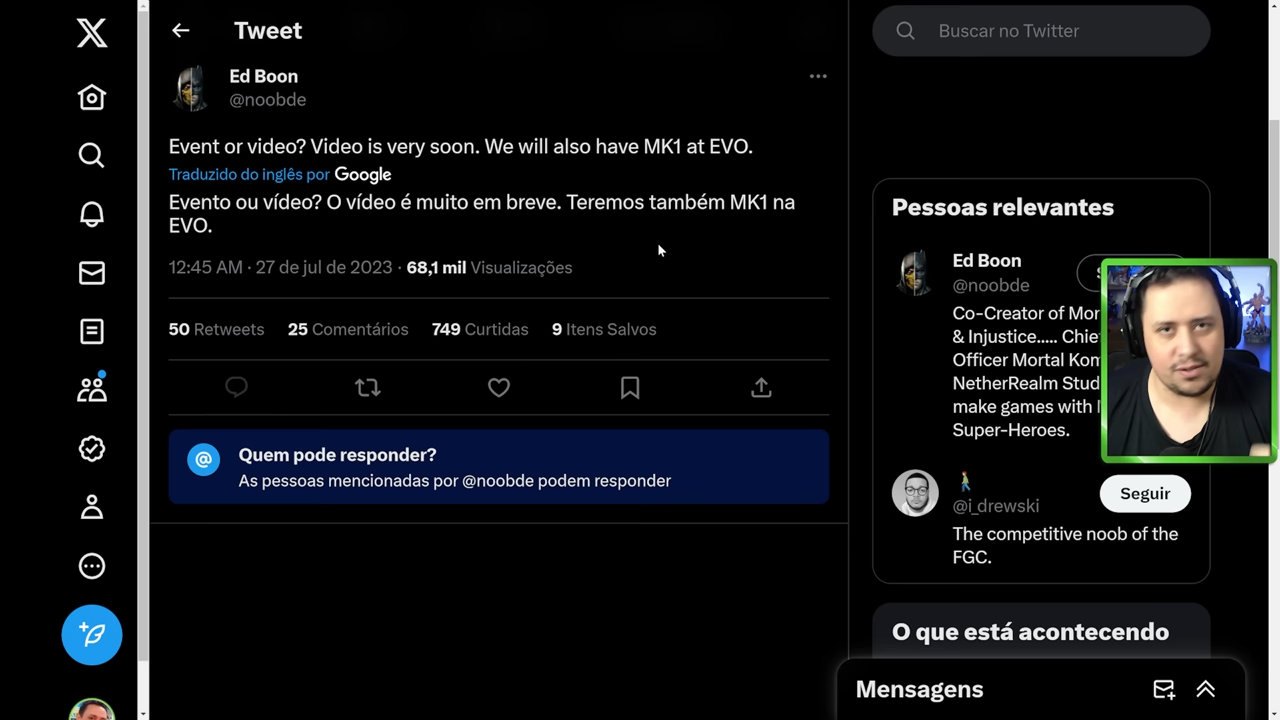 Tweet
Buscar no Twitter
Ed Boon
@noobde
Event or video? Video is very soon. We will also have MK1 at EVO.
Traduzido do inglês por Google
Evento ou vídeo? O vídeo é muito em breve. Teremos também MK1 na
EVO.
12:45 AM · 27 de jul de 2023 · 68,1 mil Visualizações
50 Retweets 25 Comentários 749 Curtidas 9 Itens Salvos
Quem pode responder?
As pessoas mencionadas por @noobde podem responder
Pessoas relevantes
Ed Boon
@noobde
Co-Creator of Mor
& Injustice..... Chie
Officer Mortal Kom
NetherRealm Stud
make games with
Super-Heroes.
@i_drewski
Seguir
The competitive noob of the
FGC.
O que está acontecendo
Mensagens